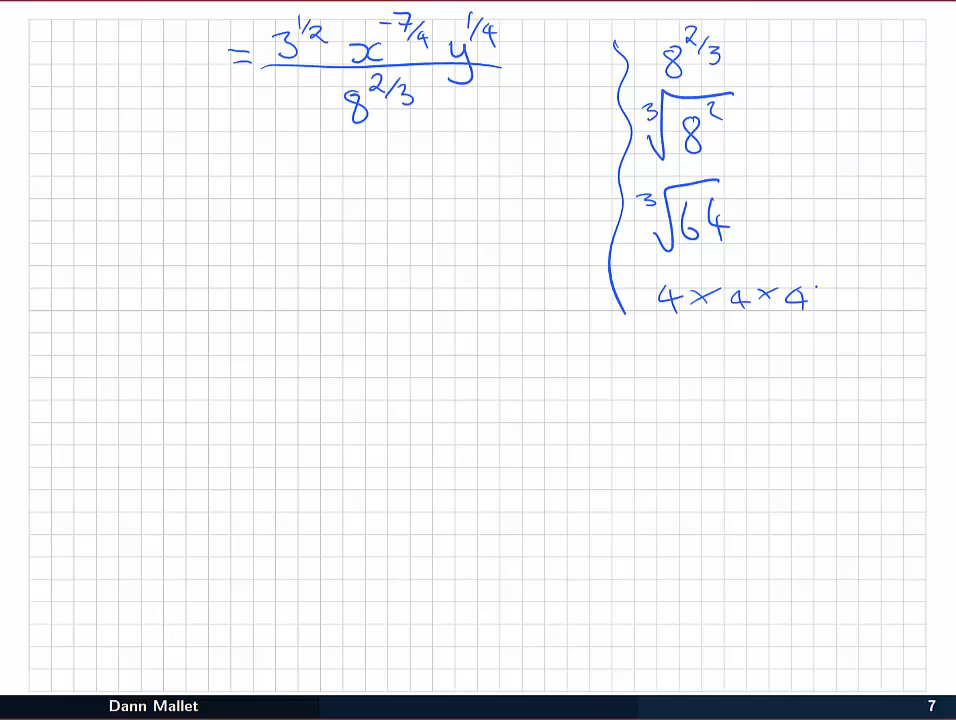 = 3^{1/2} x^{-7/4} y^{1/4} / 8^{2/3}
8^{2/3}
∛8²
∛64
4 × 4 × 4
Dann Mallet 7